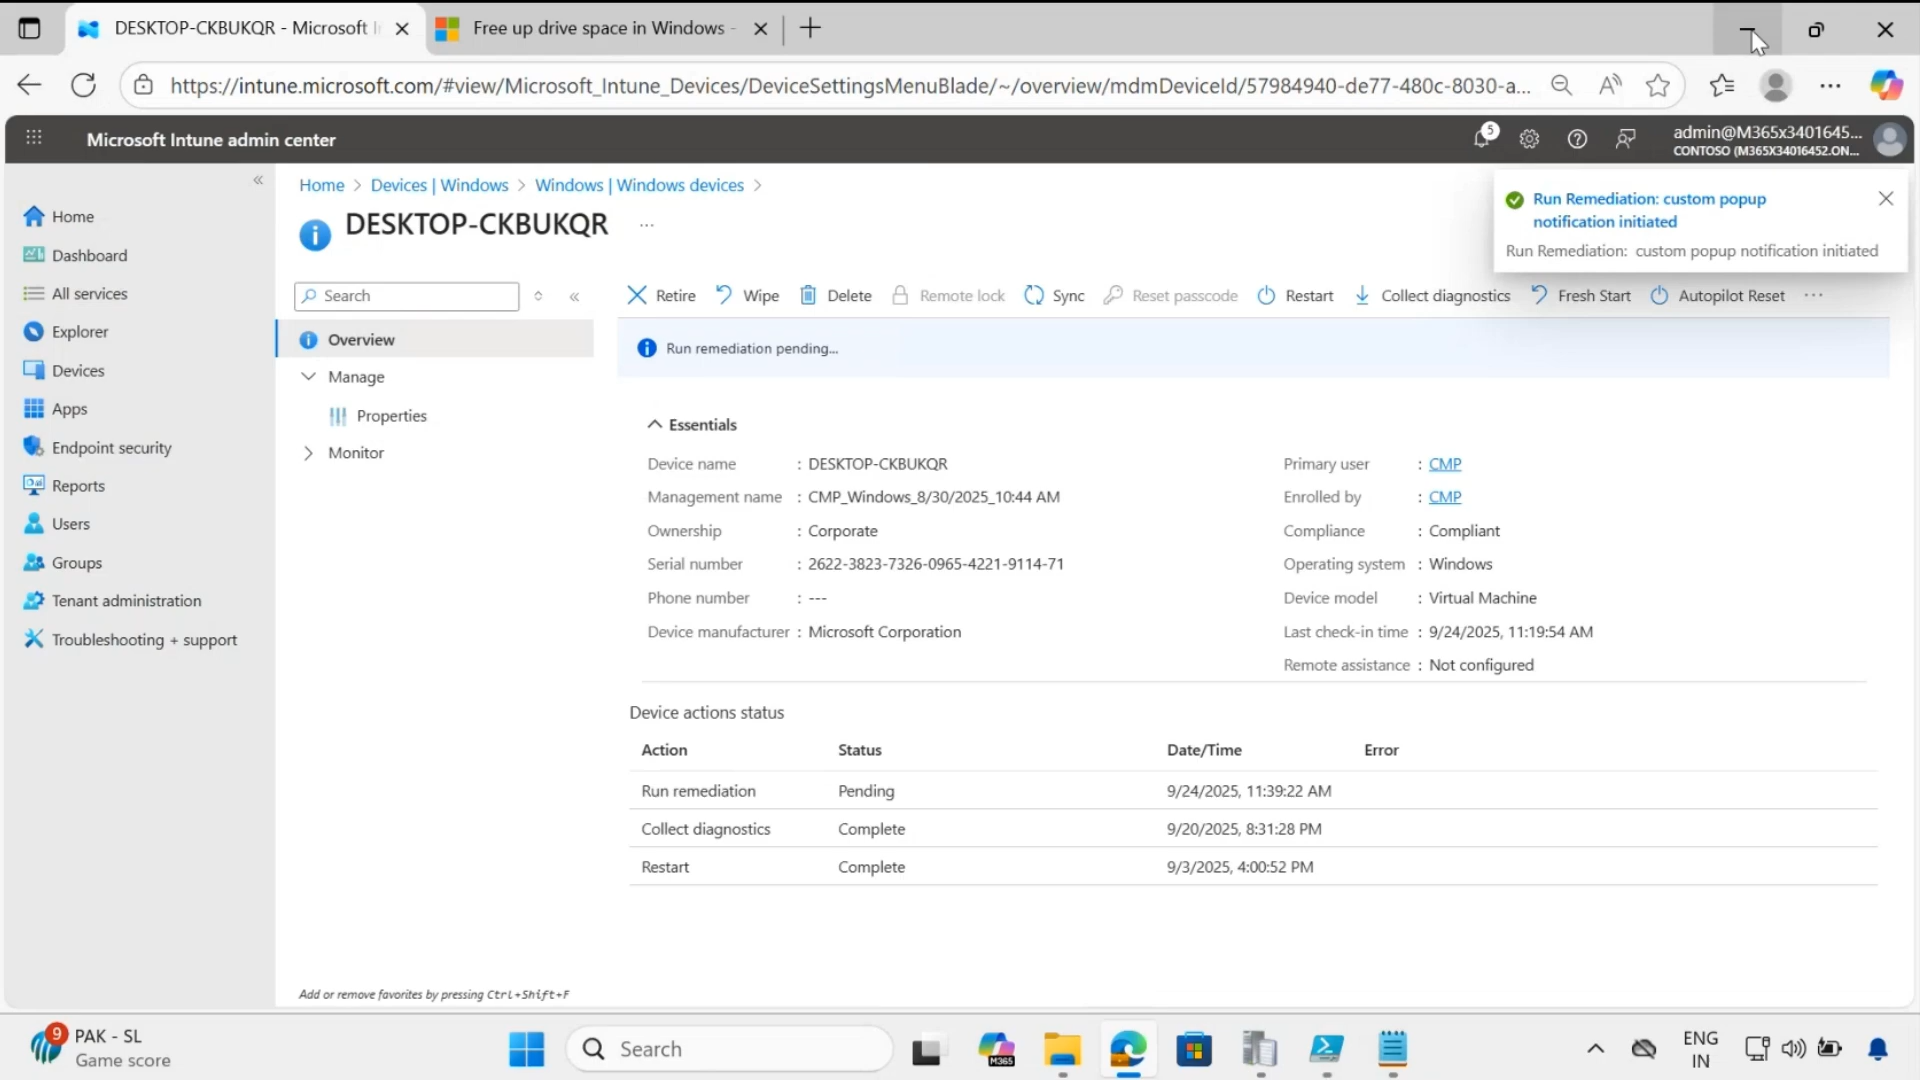 DESKTOP-CKBUKQR - Microsoft I
Free up drive space in Windows -
https://intune.microsoft.com/#view/Microsoft_Intune_Devices/DeviceSettingsMenuBlade/~/overview/mdmDeviceId/57984940-de77-480c-8030-a...
Microsoft Intune admin center
5
admin@M365x3401645...
CONTOSO (M365X34016452.ON...
Home > Devices | Windows > Windows | Windows devices >
DESKTOP-CKBUKQR ...
Run Remediation: custom popup
notification initiated
Run Remediation: custom popup notification initiated
Home
Dashboard
All services
Explorer
Devices
Apps
Endpoint security
Reports
Users
Groups
Tenant administration
Troubleshooting + support
Search
Overview
Manage
Properties
Monitor
Add or remove favorites by pressing Ctrl+Shift+F
Retire Wipe Delete Remote lock Sync Reset passcode Restart Collect diagnostics Fresh Start Autopilot Reset ...
Run remediation pending...
Essentials
Device name : DESKTOP-CKBUKQR
Management name : CMP_Windows_8/30/2025_10:44 AM
Ownership : Corporate
Serial number : 2622-3823-7326-0965-4221-9114-71
Phone number : ---
Device manufacturer : Microsoft Corporation
Primary user : CMP
Enrolled by : CMP
Compliance : Compliant
Operating system : Windows
Device model : Virtual Machine
Last check-in time : 9/24/2025, 11:19:54 AM
Remote assistance : Not configured
Device actions status
Action Status Date/Time Error
Run remediation Pending 9/24/2025, 11:39:22 AM
Collect diagnostics Complete 9/20/2025, 8:31:28 PM
Restart Complete 9/3/2025, 4:00:52 PM
9
PAK - SL
Game score
Search
M365
ENG
IN